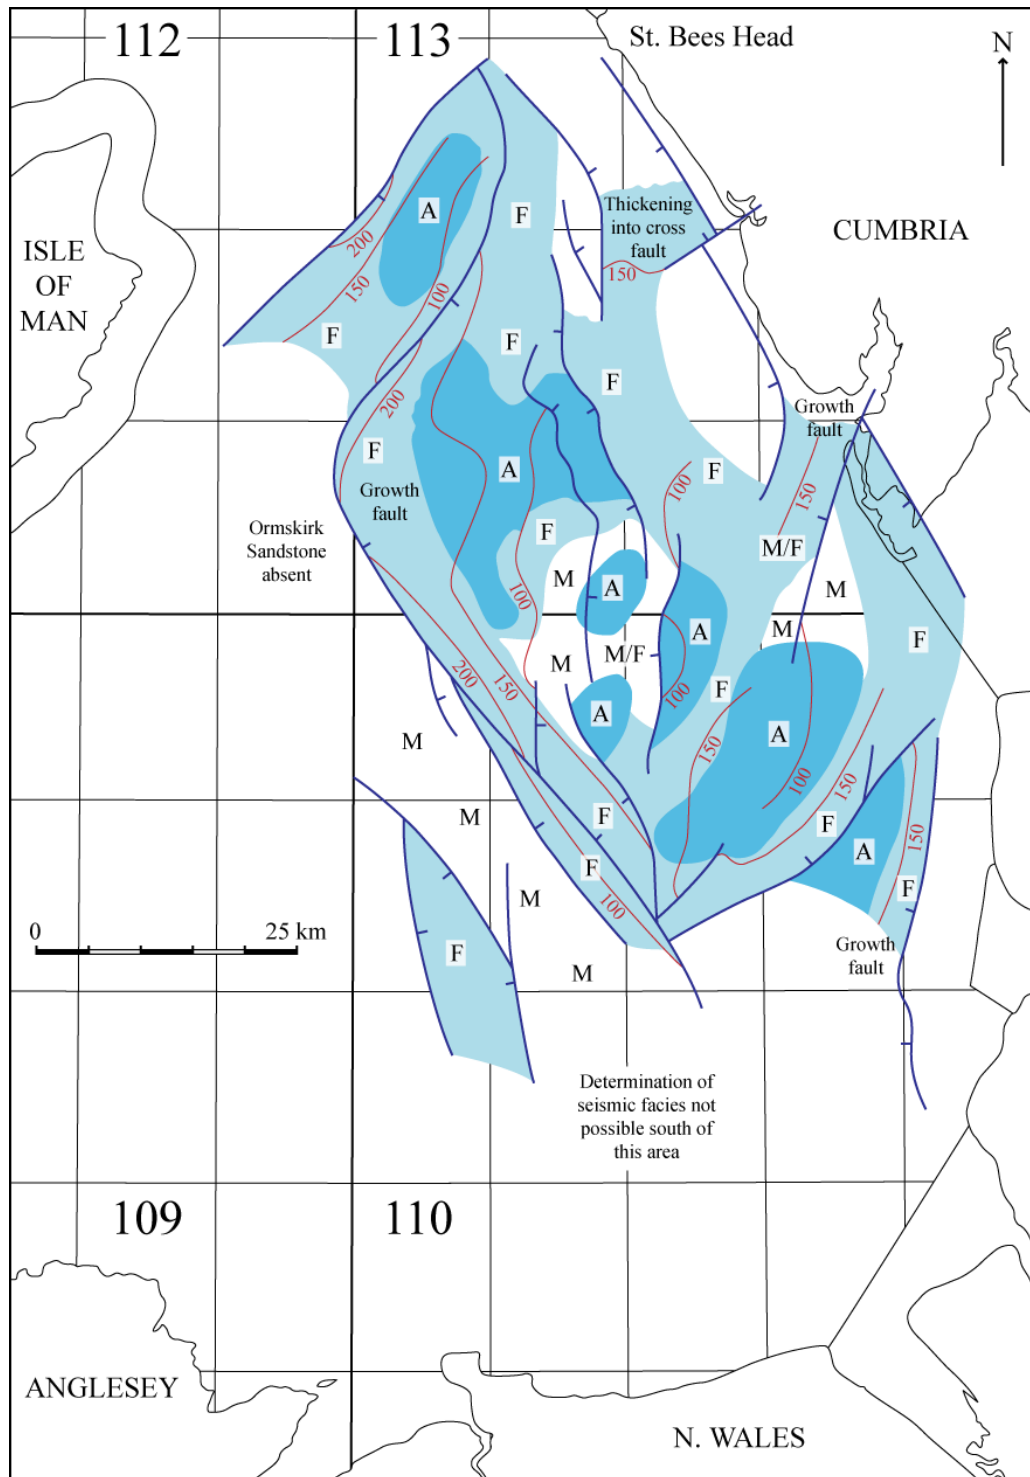 112
113
St. Bees Head
N
A
F
Thickening
into cross
fault
CUMBRIA
ISLE
OF
MAN
200
150
150
100
F
F
F
200
Growth
fault
F
A
F
100
150
Growth
fault
Ormskirk
Sandstone
absent
F
M/F
M
A
M
100
A
M
F
M
M/F
200
150
100
F
A
M
150
A
100
150
M
F
F
150
A
F
F
100
M
0
25 km
F
M
Growth
fault
Determination of
seismic facies not
possible south of
this area
109
110
ANGLESEY
N. WALES